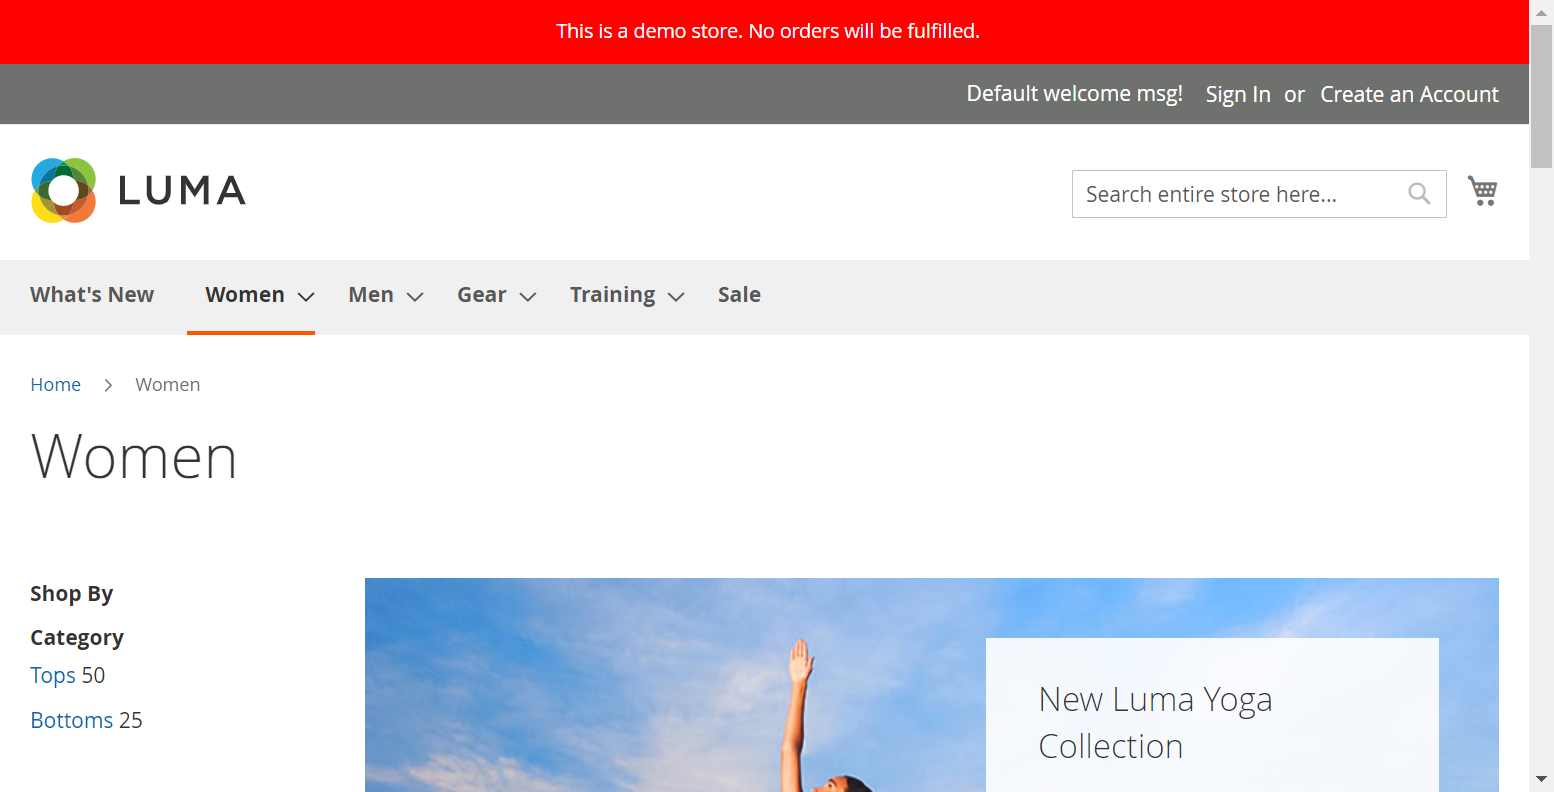 This is a demo store. No orders will be fulfilled.
Default welcome msg! Sign In or Create an Account
LUMA
Search entire store here...
What's New Women Men Gear Training Sale
Home Women
Women
Shop By
Category
Tops 50
Bottoms 25
New Luma Yoga
Collection